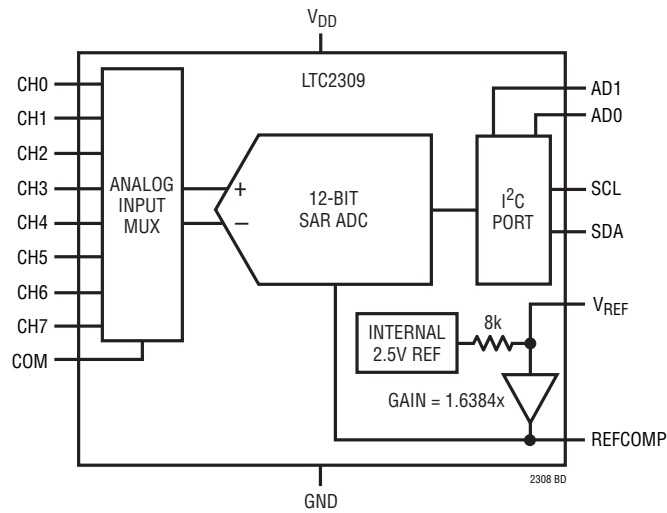 VDD
LTC2309
CH0
CH1
CH2
CH3
CH4
CH5
CH6
CH7
COM
ANALOG
INPUT
MUX
+
–
12-BIT
SAR ADC
I2C
PORT
AD1
AD0
SCL
SDA
INTERNAL
2.5V REF
8k
VREF
GAIN = 1.6384x
REFCOMP
GND
2308 BD